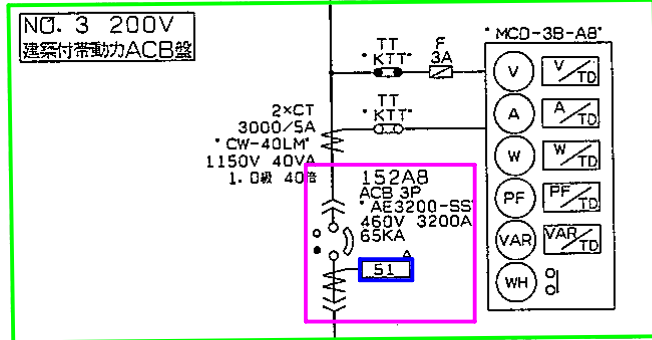 NO. 3 200V
建築付帯動力ACB盤
TT
"KTT"
F
3A
TT
"KTT"
2×CT
3000/5A
"CW-40LM"
1150V 40VA
1.0級 40倍
152A8
ACB 3P
"AE3200-SS"
460V 3200A
65KA
A
51
"MCD-3B-A8"
V V/TD
A A/TD
W W/TD
PF PF/TD
VAR VAR/TD
WH